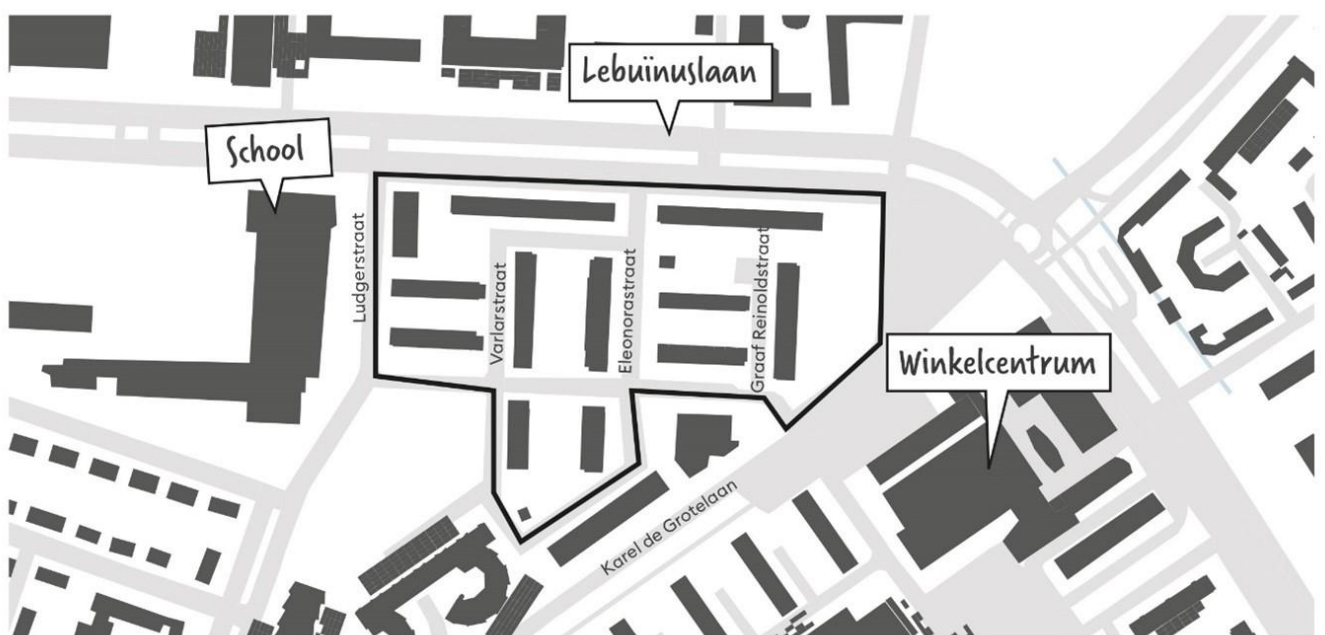 Lebuïnuslaan
School
Ludgerstraat
Varlarstraat
Eleonorastraat
Graaf Reinoldstraat
Winkelcentrum
Karel de Grotelaan